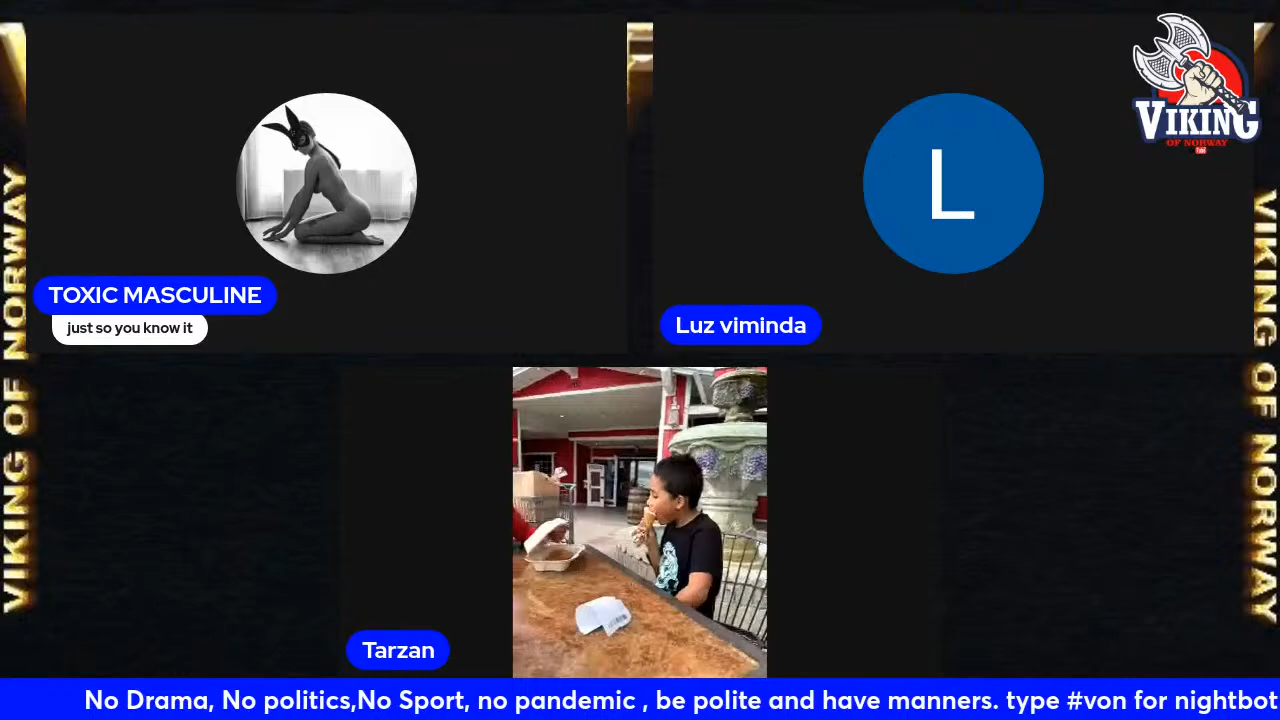 VIKING
OF NORWAY
L
TOXIC MASCULINE
just so you know it
Luz viminda
VIKING OF NORWAY
VIKING OF NORWAY
Tarzan
No Drama, No politics,No Sport, no pandemic , be polite and have manners. type #von for nightbot